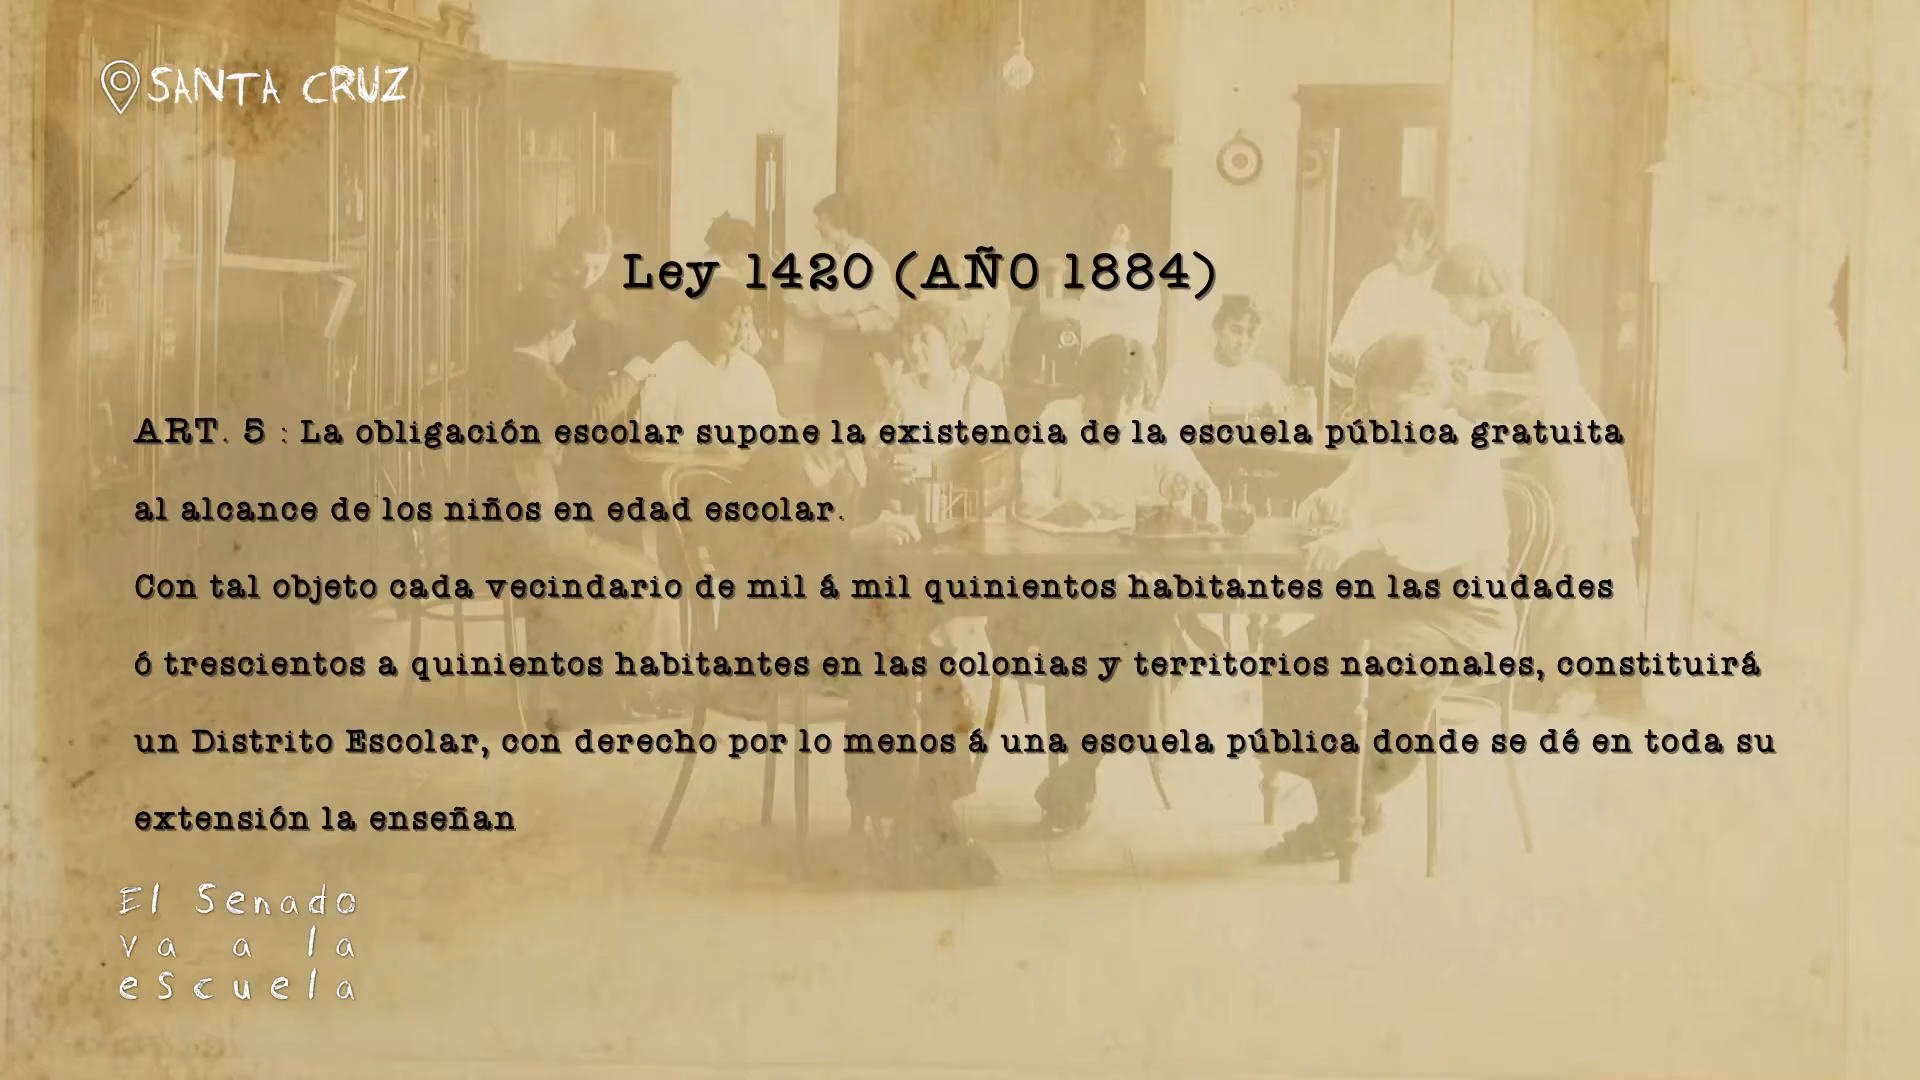 SANTA CRUZ
Ley 1420 (AÑO 1884)
ART. 5 : La obligación escolar supone la existencia de la escuela pública gratuita
al alcance de los niños en edad escolar.
Con tal objeto cada vecindario de mil á mil quinientos habitantes en las ciudades
ó trescientos a quinientos habitantes en las colonias y territorios nacionales, constituirá
un Distrito Escolar, con derecho por lo menos á una escuela pública donde se dé en toda su
extensión la enseñan
El Senado
va a la
escuela